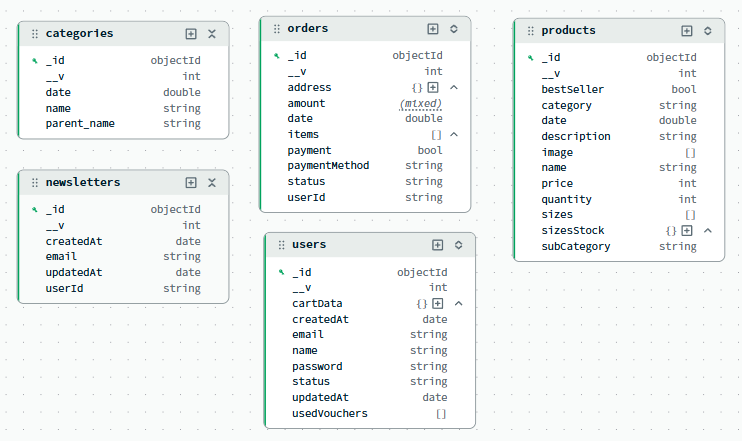 categories
_id objectId
__v int
date double
name string
parent_name string
newsletters
_id objectId
__v int
createdAt date
email string
updatedAt date
userId string
orders
_id objectId
__v int
address {}
amount (mixed)
date double
items []
payment bool
paymentMethod string
status string
userId string
users
_id objectId
__v int
cartData {}
createdAt date
email string
name string
password string
status string
updatedAt date
usedVouchers []
products
_id objectId
__v int
bestSeller bool
category string
date double
description string
image []
name string
price int
quantity int
sizes []
sizesStock {}
subCategory string